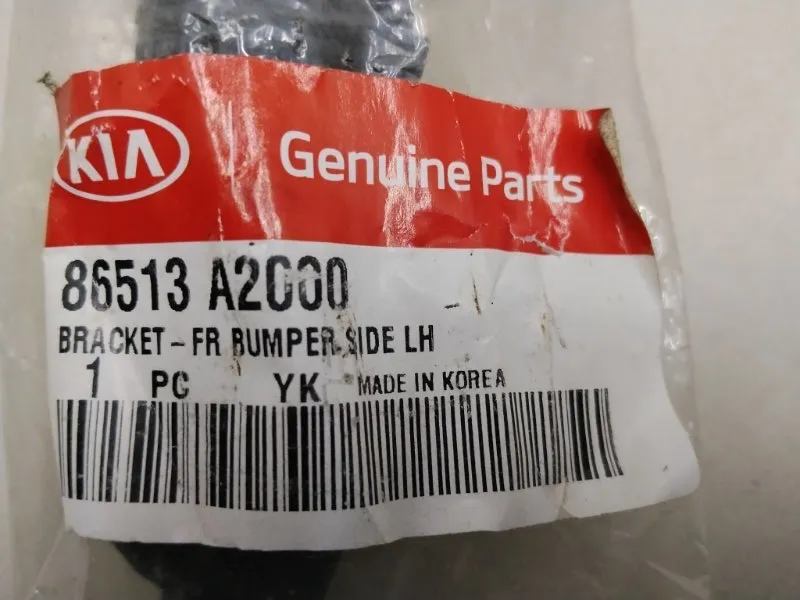 KIA Genuine Parts
86513 A2000
BRACKET-FR BUMPER SIDE LH
1 PC YK MADE IN KOREA